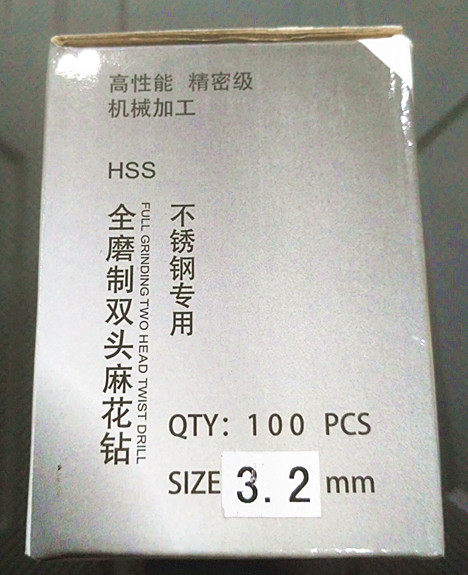 高性能 精密级
机械加工
HSS
全磨制双头麻花钻
FULL GRINDING TWO HEAD TWIST DRILL
不锈钢专用
QTY: 100 PCS
SIZE 3.2 mm